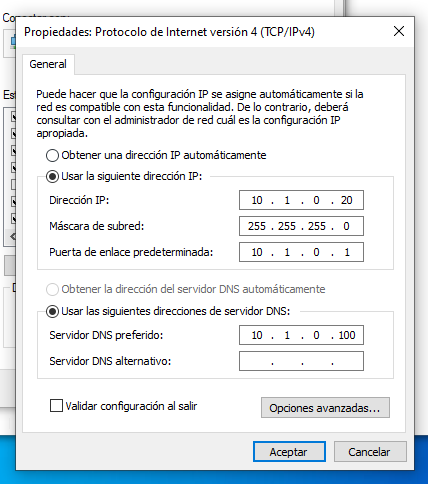 Propiedades: Protocolo de Internet versión 4 (TCP/IPv4)
General
Puede hacer que la configuración IP se asigne automáticamente si la
red es compatible con esta funcionalidad. De lo contrario, deberá
consultar con el administrador de red cuál es la configuración IP
apropiada.
Obtener una dirección IP automáticamente
Usar la siguiente dirección IP:
Dirección IP: 10 . 1 . 0 . 20
Máscara de subred: 255 . 255 . 255 . 0
Puerta de enlace predeterminada: 10 . 1 . 0 . 1
Obtener la dirección del servidor DNS automáticamente
Usar las siguientes direcciones de servidor DNS:
Servidor DNS preferido: 10 . 1 . 0 . 100
Servidor DNS alternativo: . . .
Validar configuración al salir
Opciones avanzadas...
Aceptar Cancelar